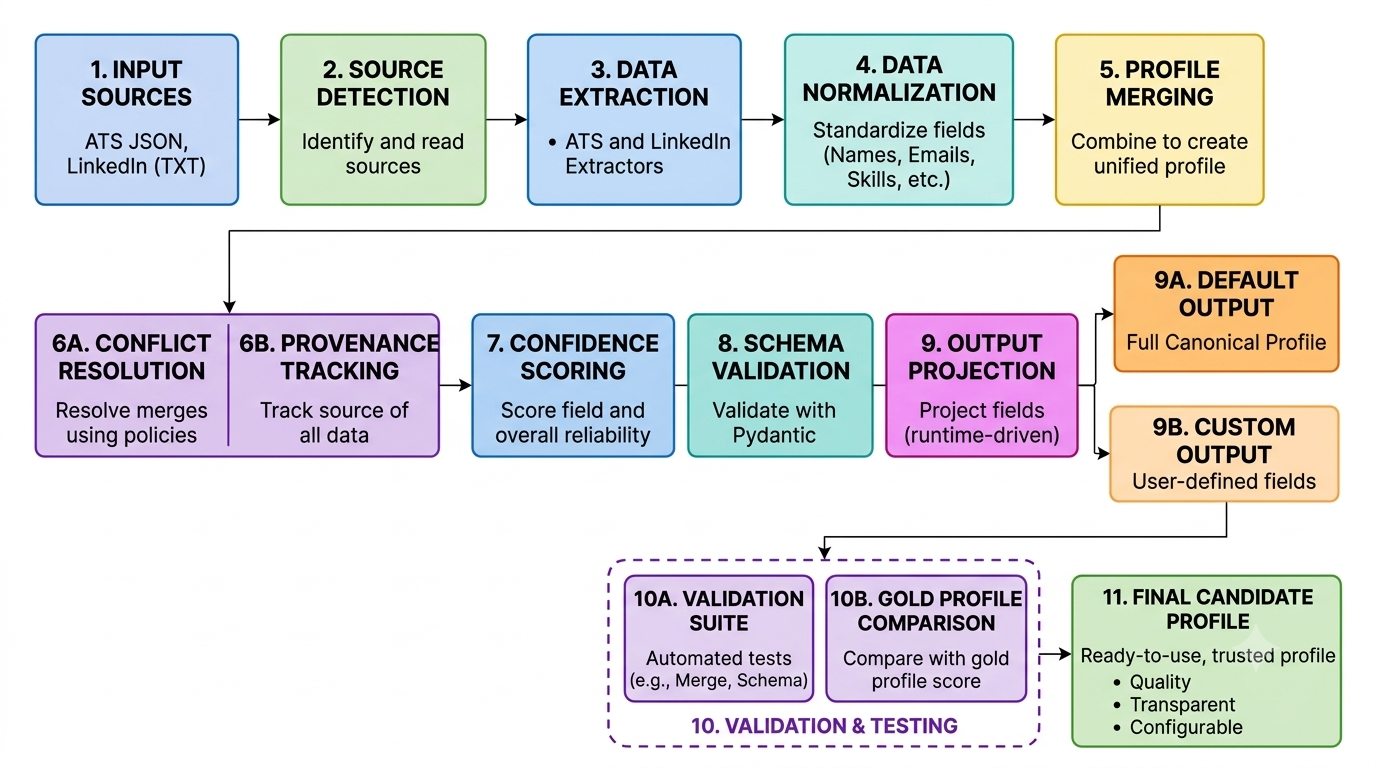 1. INPUT
SOURCES
ATS JSON,
LinkedIn (TXT)
2. SOURCE
DETECTION
Identify and read
sources
3. DATA
EXTRACTION
• ATS and LinkedIn
Extractors
4. DATA
NORMALIZATION
Standardize fields
(Names, Emails,
Skills, etc.)
5. PROFILE
MERGING
Combine to create
unified profile
6A. CONFLICT
RESOLUTION
Resolve merges
using policies
6B. PROVENANCE
TRACKING
Track source of
all data
7. CONFIDENCE
SCORING
Score field and
overall reliability
8. SCHEMA
VALIDATION
Validate with
Pydantic
9. OUTPUT
PROJECTION
Project fields
(runtime-driven)
9A. DEFAULT
OUTPUT
Full Canonical Profile
9B. CUSTOM
OUTPUT
User-defined fields
10A. VALIDATION
SUITE
Automated tests
(e.g., Merge, Schema)
10B. GOLD PROFILE
COMPARISON
Compare with gold
profile score
10. VALIDATION & TESTING
11. FINAL CANDIDATE
PROFILE
Ready-to-use, trusted profile
• Quality
• Transparent
• Configurable